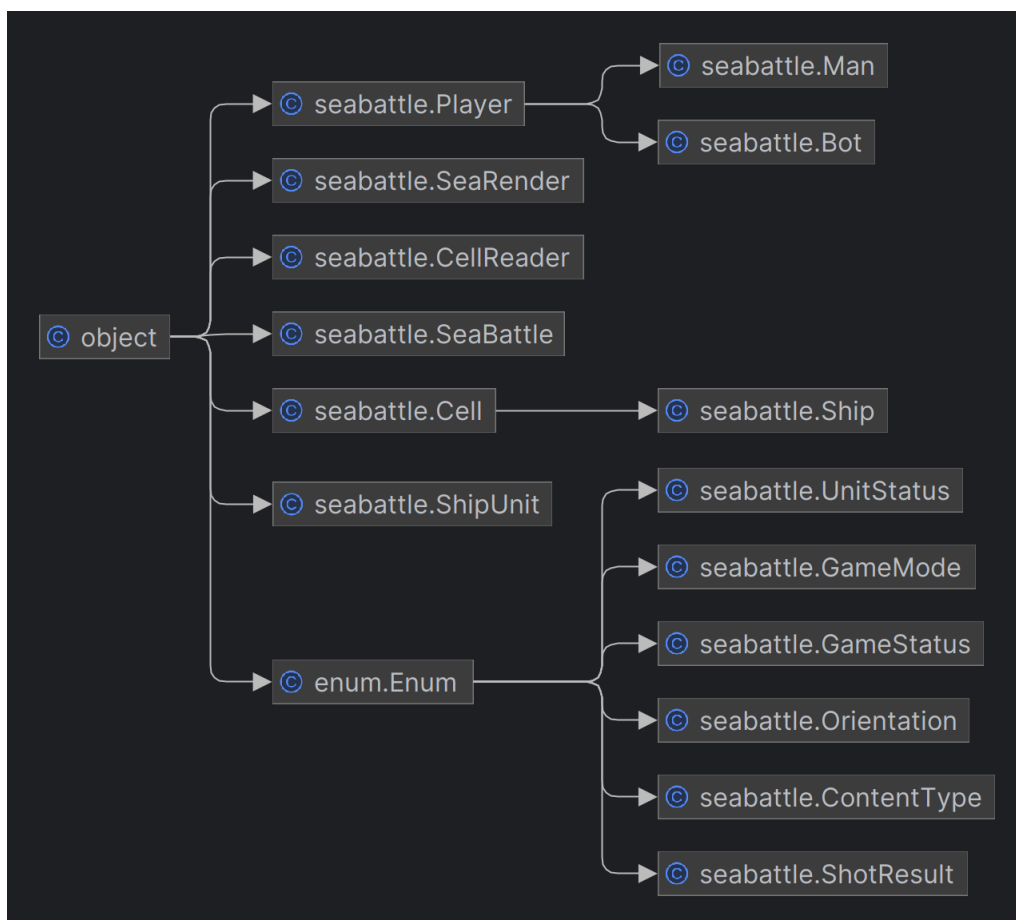 object
seabattle.Player
seabattle.SeaRender
seabattle.CellReader
seabattle.SeaBattle
seabattle.Cell
seabattle.ShipUnit
enum.Enum
seabattle.Man
seabattle.Bot
seabattle.Ship
seabattle.UnitStatus
seabattle.GameMode
seabattle.GameStatus
seabattle.Orientation
seabattle.ContentType
seabattle.ShotResult